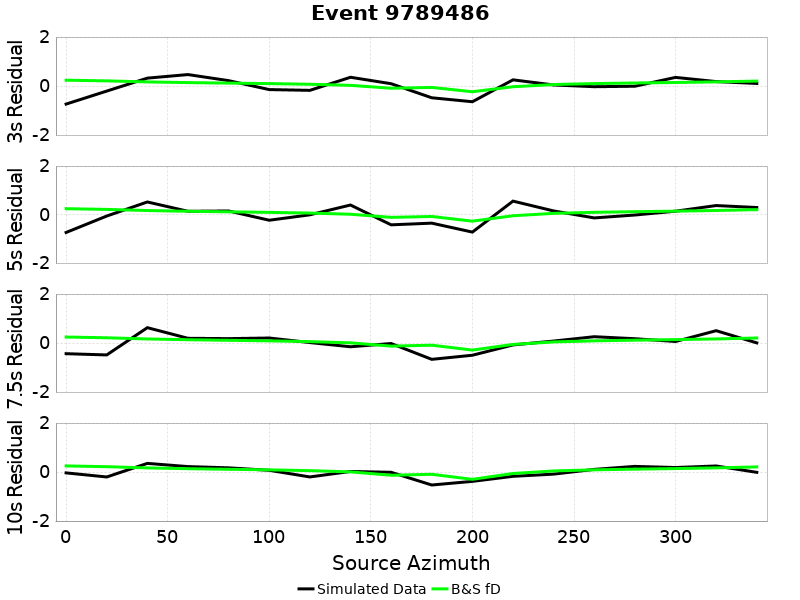 Event 9789486
3s Residual
2
0
-2
5s Residual
2
0
-2
7.5s Residual
2
0
-2
10s Residual
2
0
-2
0 50 100 150 200 250 300
Source Azimuth
Simulated Data B&S fD